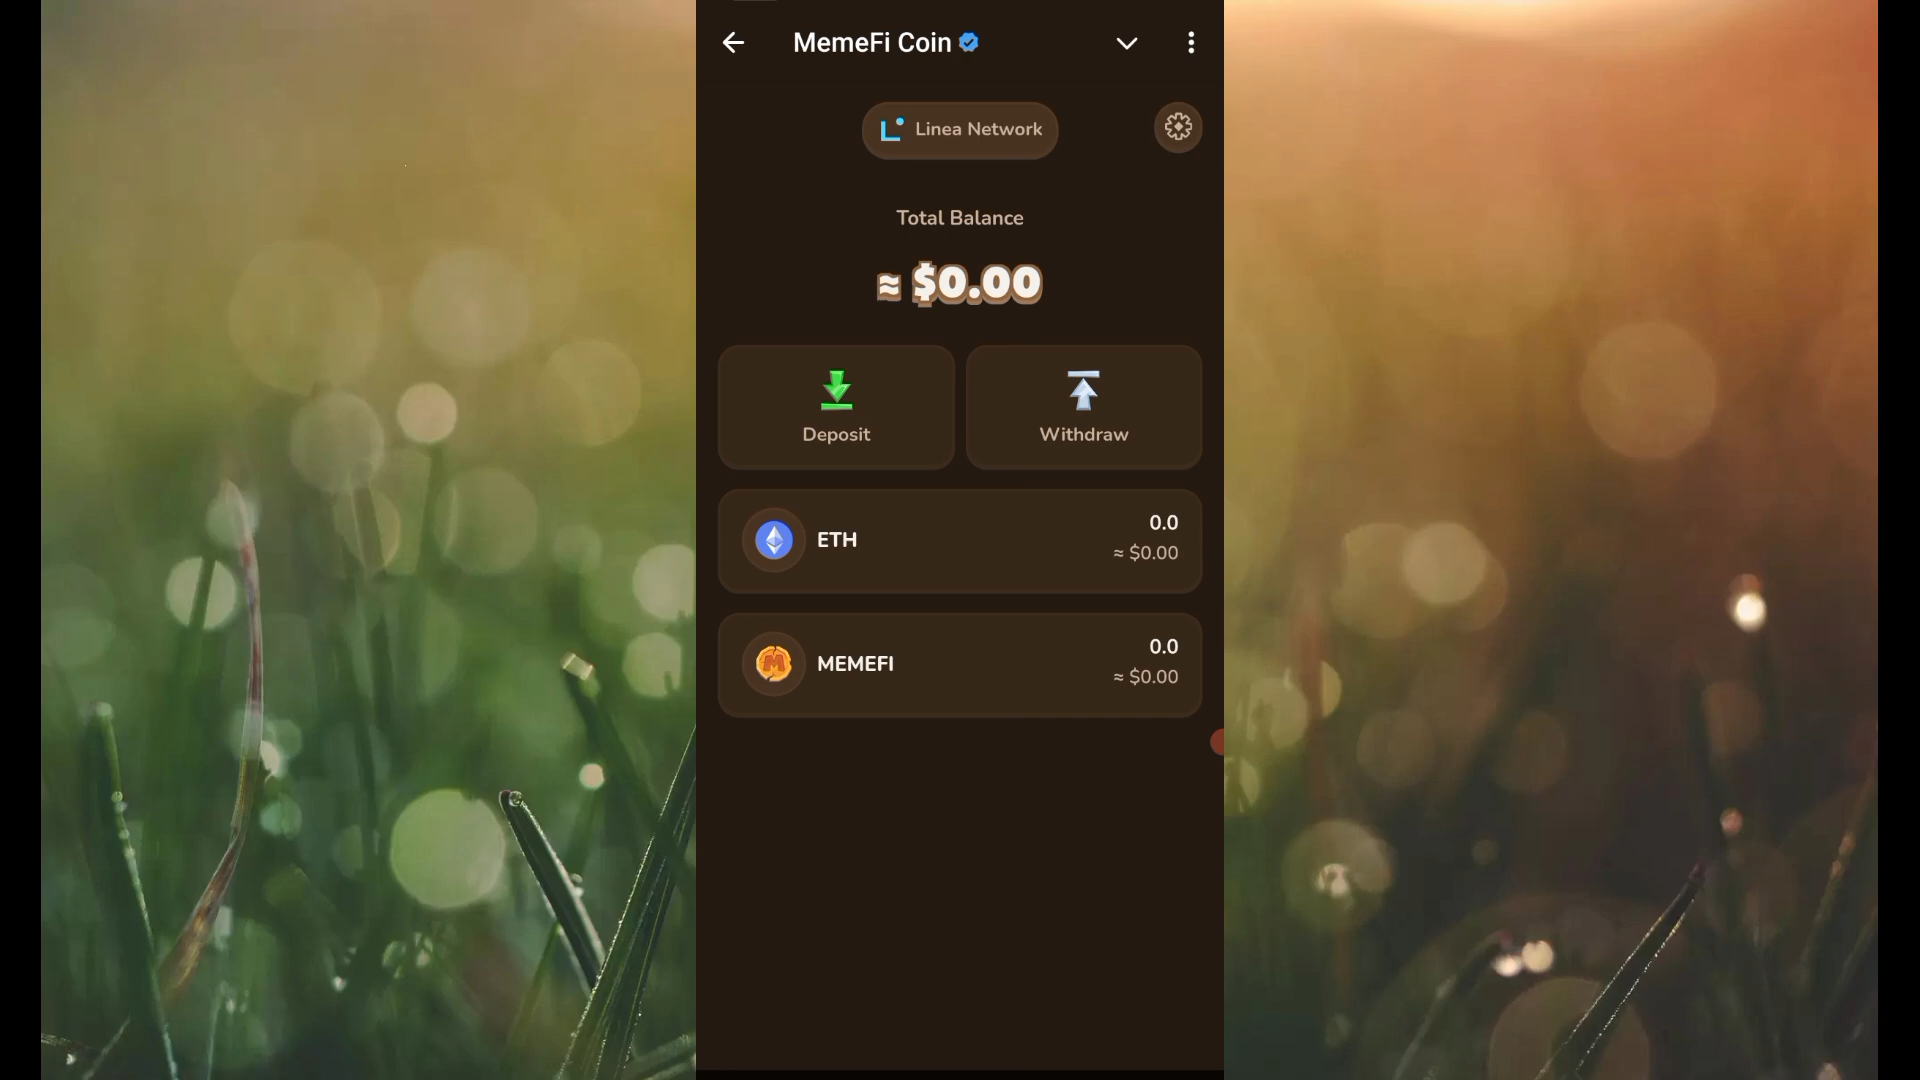 MemeFi Coin
Linea Network
Total Balance
≈ $0.00
Deposit
Withdraw
ETH
0.0
≈ $0.00
MEMEFI
0.0
≈ $0.00